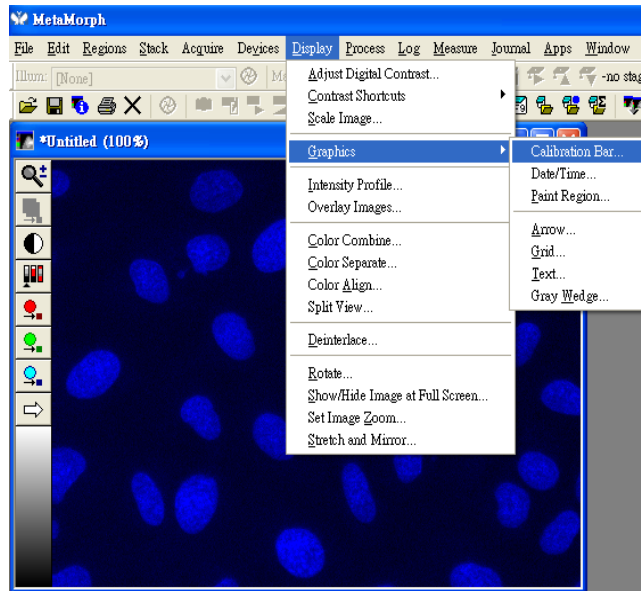 MetaMorph
File Edit Regions Stack Acquire Devices Display Process Log Measure Journal Apps Window
Illum: [None] -no stag
*Untitled (100%)
Adjust Digital Contrast...
Contrast Shortcuts
Scale Image...
Graphics
Intensity Profile...
Overlay Images...
Color Combine...
Color Separate...
Color Align...
Split View...
Deinterlace...
Rotate...
Show/Hide Image at Full Screen...
Set Image Zoom...
Stretch and Mirror...
Calibration Bar...
Date/Time...
Paint Region...
Arrow...
Grid...
Text...
Gray Wedge...